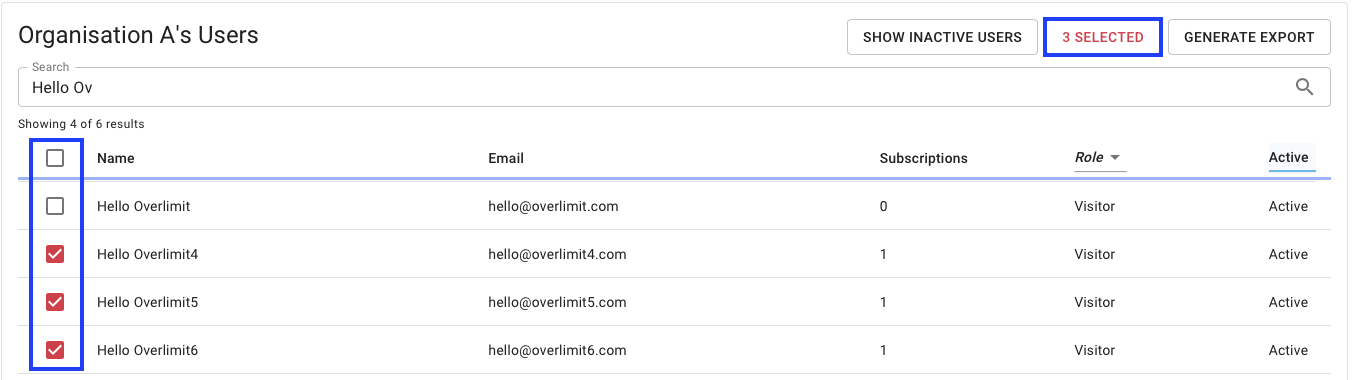 Organisation A's Users
SHOW INACTIVE USERS 3 SELECTED GENERATE EXPORT
Search
Hello Ov
Showing 4 of 6 results
Name Email Subscriptions Role Active
Hello Overlimit hello@overlimit.com 0 Visitor Active
Hello Overlimit4 hello@overlimit4.com 1 Visitor Active
Hello Overlimit5 hello@overlimit5.com 1 Visitor Active
Hello Overlimit6 hello@overlimit6.com 1 Visitor Active